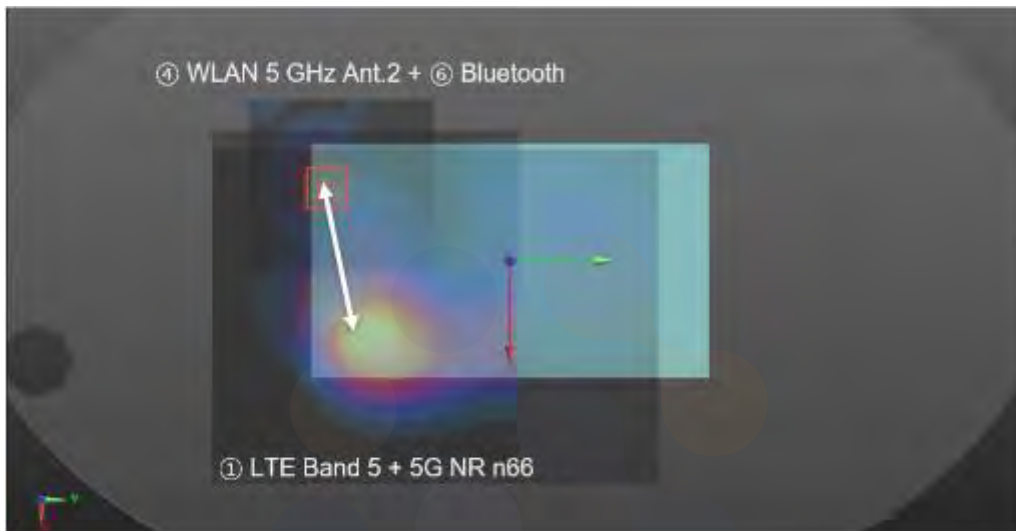 ④ WLAN 5 GHz Ant.2 + ⑥ Bluetooth
① LTE Band 5 + 5G NR n66